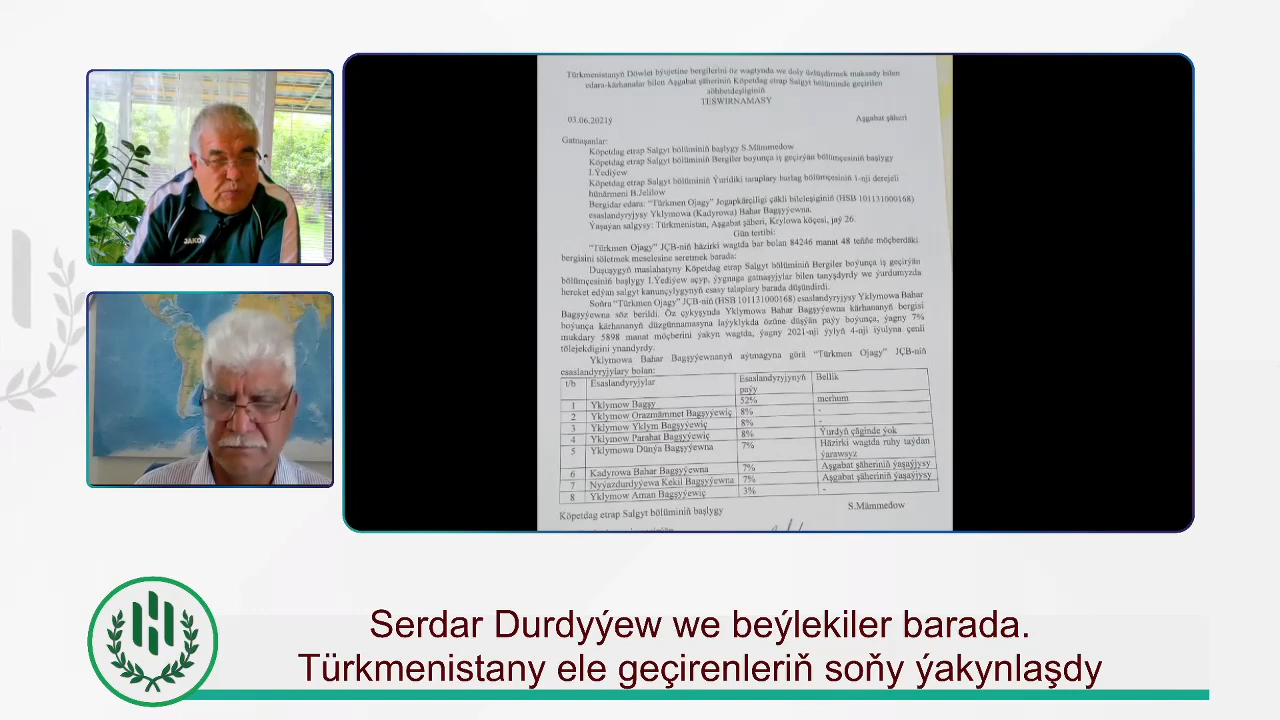 JAKO
Türkmenistanyň Döwlet býujetine bergilerini öz wagtynda we doly üzlüşdirmek maksady bilen
edara-kärhanalar bilen Aşgabat şäheriniň Köpetdag etrap Salgyt bölüminde geçirilen
söhbetdeşliginiň
TESWIRNAMASY
03.06.2021ý
Aşgabat şäheri
Gatnaşanlar:
Köpetdag etrap Salgyt bölüminiň başlygy S.Mämmedow
Köpetdag etrap Salgyt bölüminiň Bergiler boýunça iş geçirýän bölümçesiniň başlygy
I.Ýediýew
Köpetdag etrap Salgyt bölüminiň Ýuridiki taraplary barlag bölümçesiniň 1-nji derejeli
hünärmeni B.Jelilow
Bergidar edara: “Türkmen Ojagy” Jogapkärçiligi çäkli bileleşiginiň (HSB 101131000168)
esaslandyryjysy Yklymowa (Kadyrowa) Bahar Bagşyýewna.
Ýaşaýan salgysy: Türkmenistan, Aşgabat şäheri, Krylowa köçesi, jaý 26.
Gün tertibi:
“Türkmen Ojagy” JÇB-niň häzirki wagtda bar bolan 84246 manat 48 teňňe möçberdäki
bergisini töletmek meselesine seretmek barada:
Duşuşygyň maslahatyny Köpetdag etrap Salgyt bölüminiň Bergiler boýunça iş geçirýän
bölümçesiniň başlygy I.Ýediýew açyp, ýygnaga gatnaşyjylar bilen tanyşdyrdy we ýurdumyzda
hereket edýän salgyt kanunçylygynyň esasy talaplary barada düşündirdi.
Soňra “Türkmen Ojagy” JÇB-niň (HSB 101131000168) esaslandyryjysy Yklymowa Bahar
Bagşyýewna söz berildi. Öz çykyşynda Yklymowa Bahar Bagşyýewna kärhananyň bergisi
boýunça kärhananyň düzgünnamasyna laýyklykda özüne düşýän paýy boýunça, ýagny 7%
mukdary 5898 manat möçberini ýakyn wagtda, ýagny 2021-nji ýylyň 4-nji iýulyna çenli
tölejekdigini ynandyrdy.
Yklymowa Bahar Bagşyýewnanyň aýtmagyna görä “Türkmen Ojagy” JÇB-niň
esaslandyryjylary bolan:
t/b Esaslandyryjylar Esaslandyryjynyň paýy Bellik
1 Yklymow Bagşy 52% merhum
2 Yklymow Orazmämmet Bagşyýewiç 8% -
3 Yklymow Yklym Bagşyýewiç 8% -
4 Yklymow Parahat Bagşyýewiç 8% Ýurdyň çäginde ýok
5 Yklymowa Dünýa Bagşyýewna 7% Häzirki wagtda ruhy taýdan ýarawsyz
6 Kadyrowa Bahar Bagşyýewna 7% Aşgabat şäheriniň ýaşaýjysy
7 Nyýazdurdyýewa Kekil Bagşyýewna 7% Aşgabat şäheriniň ýaşaýjysy
8 Yklymow Aman Bagşyýewiç 3% -
Köpetdag etrap Salgyt bölüminiň başlygy
S.Mämmedow
Serdar Durdyýew we beýlekiler barada.
Türkmenistany ele geçirenleriň soňy ýakynlaşdy